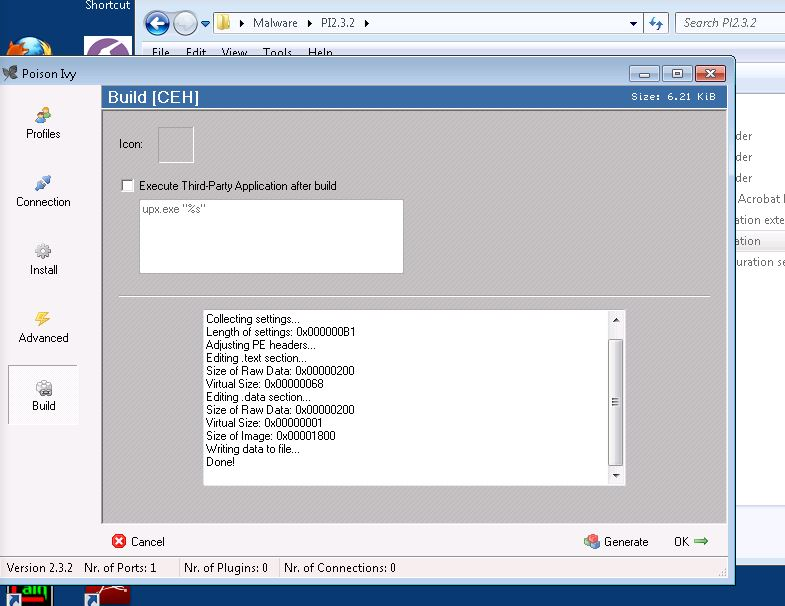 Shortcut
Malware
PI2.3.2
Search PI2.3.2
File Edit View Tools Help
Poison Ivy
Build [CEH]
Size: 6.21 KiB
Profiles
Connection
Install
Advanced
Build
Icon:
Execute Third-Party Application after build
upx.exe "%s"
Collecting settings...
Length of settings: 0x000000B1
Adjusting PE headers...
Editing .text section...
Size of Raw Data: 0x00000200
Virtual Size: 0x00000068
Editing .data section...
Size of Raw Data: 0x00000200
Virtual Size: 0x00000001
Size of Image: 0x00001800
Writing data to file...
Done!
der
der
der
Acrobat
ation exte
ation
uration se
Cancel
Generate
OK
Version 2.3.2
Nr. of Ports: 1
Nr. of Plugins: 0
Nr. of Connections: 0